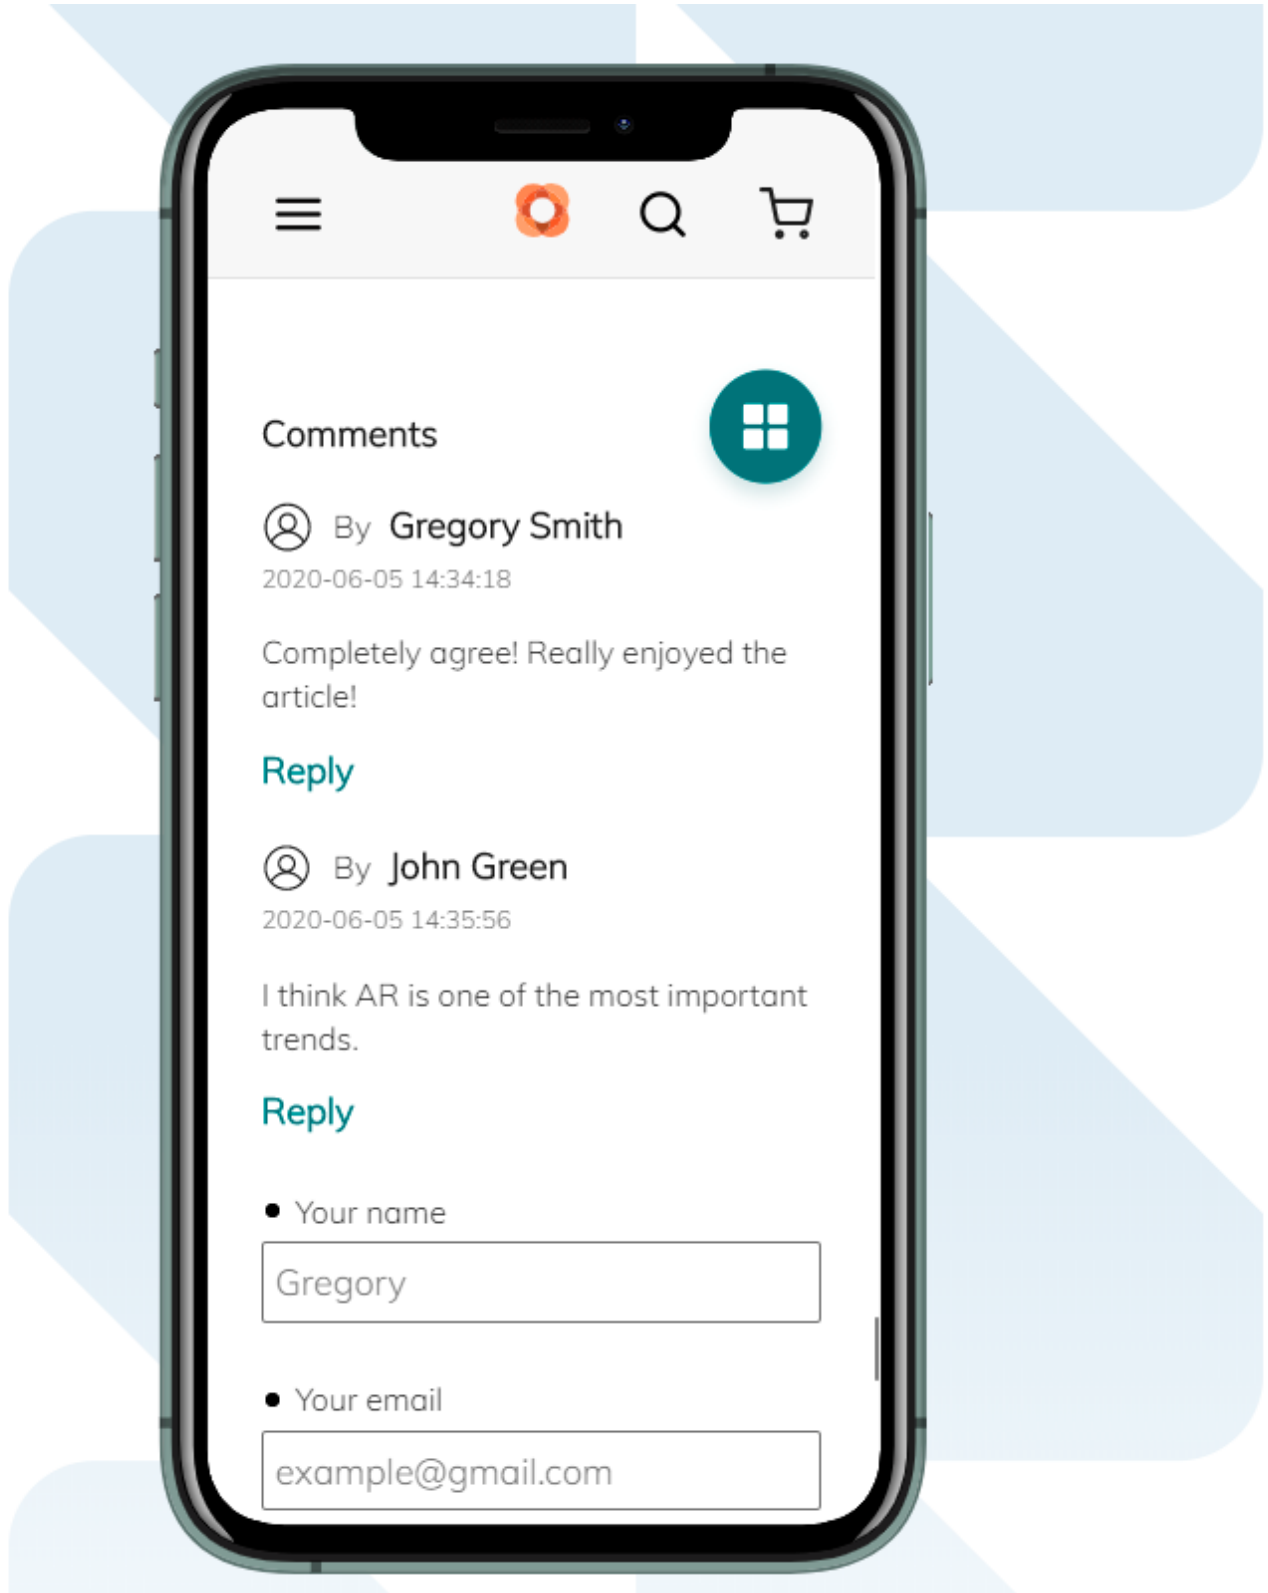 Comments
By Gregory Smith
2020-06-05 14:34:18
Completely agree! Really enjoyed the
article!
Reply
By John Green
2020-06-05 14:35:56
I think AR is one of the most important
trends.
Reply
• Your name
Gregory
• Your email
example@gmail.com